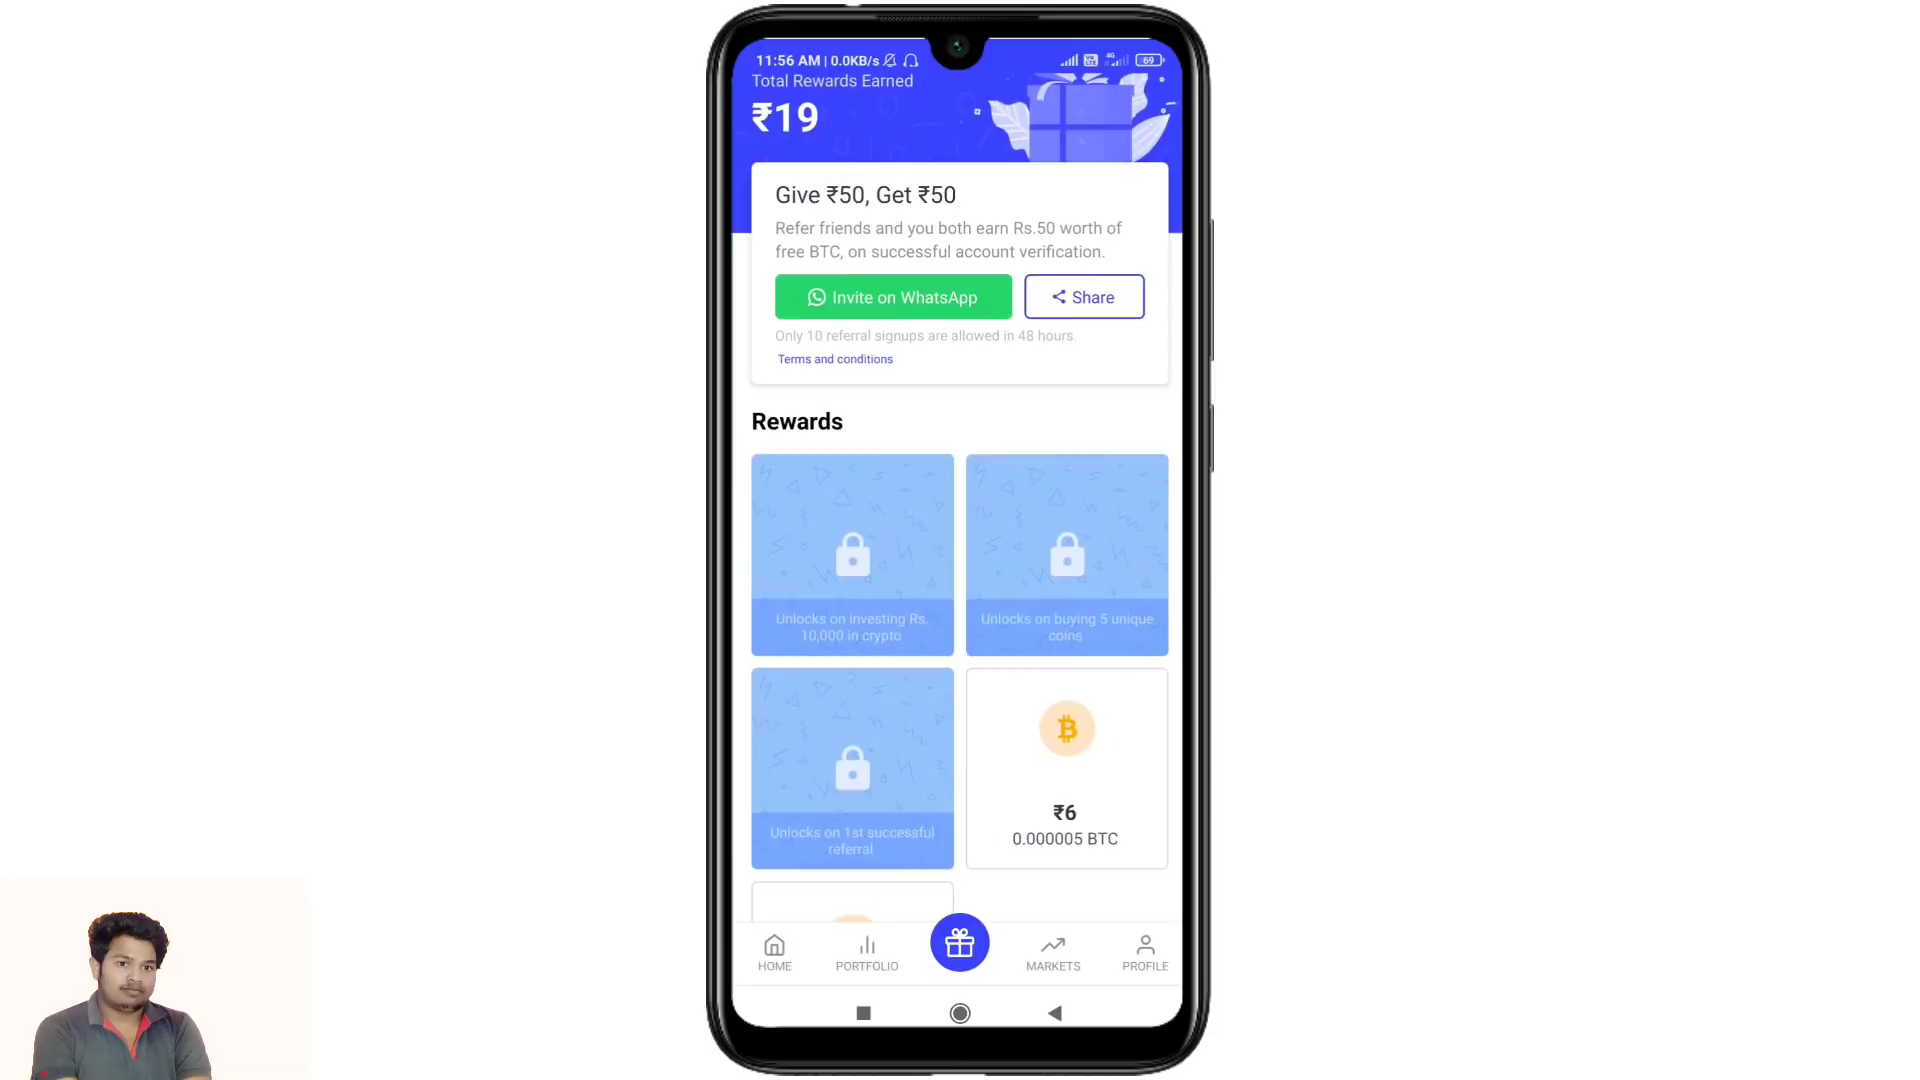 11:56 AM | 0.0KB/s
4G
69
Total Rewards Earned
₹19
Give ₹50, Get ₹50
Refer friends and you both earn Rs.50 worth of
free BTC, on successful account verification.
Invite on WhatsApp
Share
Only 10 referral signups are allowed in 48 hours.
Terms and conditions
Rewards
Unlocks on investing Rs.
10,000 in crypto
Unlocks on buying 5 unique
coins
Unlocks on 1st successful
referral
₹6
0.000005 BTC
HOME
PORTFOLIO
MARKETS
PROFILE